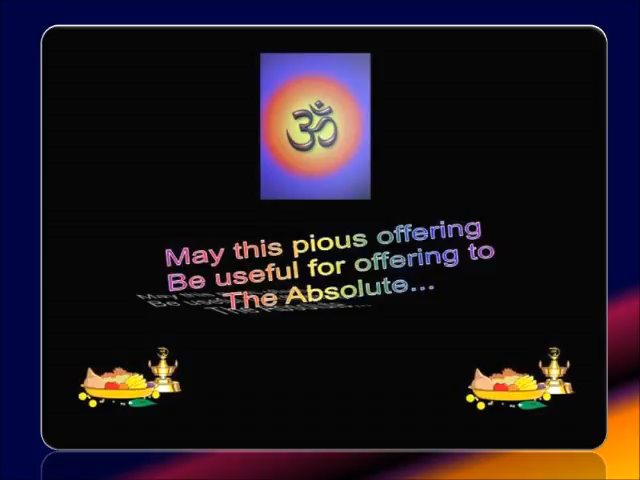 ॐ
May this pious offering
Be useful for offering to
The Absolute...